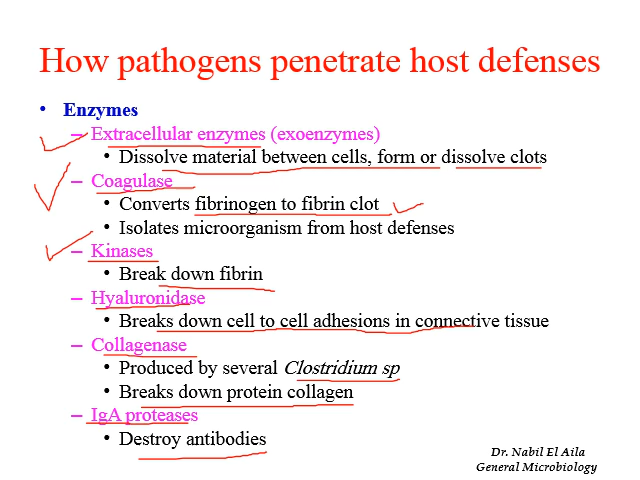 How pathogens penetrate host defenses
• Enzymes
– Extracellular enzymes (exoenzymes)
• Dissolve material between cells, form or dissolve clots
– Coagulase
• Converts fibrinogen to fibrin clot
• Isolates microorganism from host defenses
– Kinases
• Break down fibrin
– Hyaluronidase
• Breaks down cell to cell adhesions in connective tissue
– Collagenase
• Produced by several Clostridium sp
• Breaks down protein collagen
– IgA proteases
• Destroy antibodies
Dr. Nabil El Aila
General Microbiology